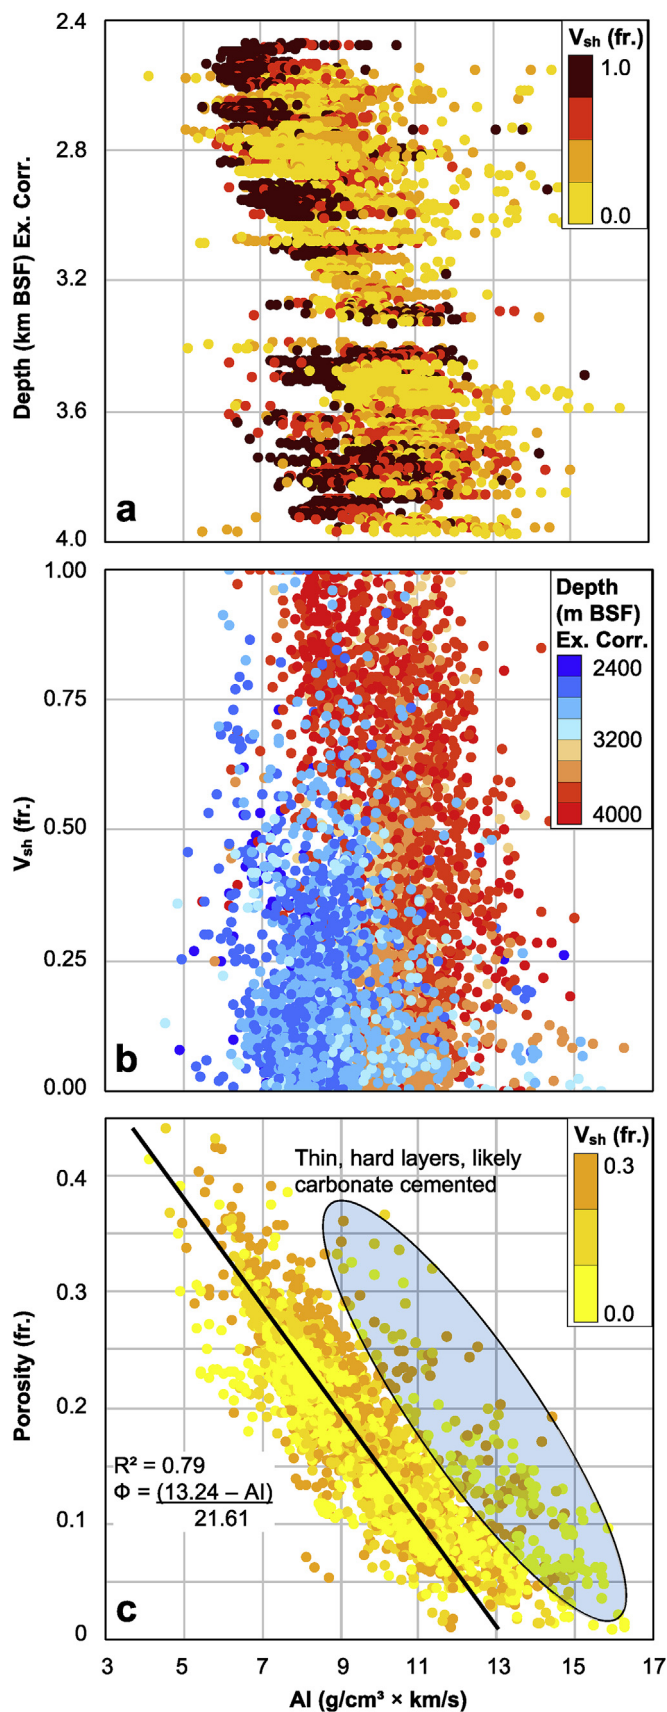 2.4
2.8
3.2
3.6
4.0
Depth (km BSF) Ex. Corr.
V_sh (fr.)
1.0
0.0
a
1.00
0.75
0.50
0.25
0.00
V_sh (fr.)
Depth
(m BSF)
Ex. Corr.
2400
3200
4000
b
0.4
0.3
0.2
0.1
0
Porosity (fr.)
Thin, hard layers, likely
carbonate cemented
V_sh (fr.)
0.3
0.0
R² = 0.79
Φ = (13.24 – AI)
21.61
c
3 5 7 9 11 13 15 17
AI (g/cm³ × km/s)